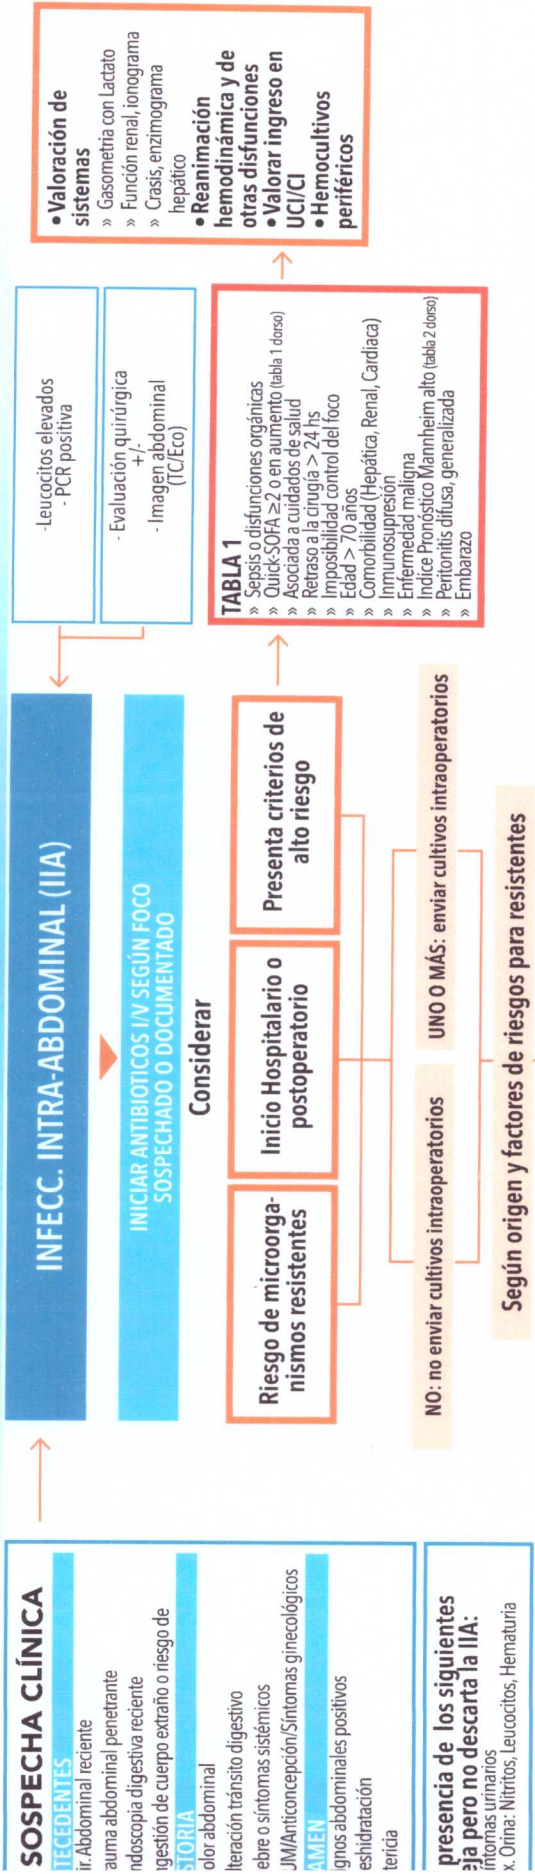 SOSPECHA CLÍNICA
TECEDENTES
ir. Abdominal reciente
rauma abdominal penetrante
ndoscopia digestiva reciente
gestión de cuerpo extraño o riesgo de
STORIA
olor abdominal
lteración tránsito digestivo
ebre o síntomas sistémicos
UM/Anticoncepción/Síntomas ginecológicos
AMEN
gnos abdominales positivos
eshidratación
tericia
presencia de los siguientes
eja pero no descarta la IIA:
ntomas urinarios
x. Orina: Nitritos, Leucocitos, Hematuria
INFECC. INTRA-ABDOMINAL (IIA)
INICIAR ANTIBIOTICOS I/V SEGÚN FOCO
SOSPECHADO O DOCUMENTADO
Considerar
Riesgo de microorga-
nismos resistentes
Inicio Hospitalario o
postoperatorio
Presenta criterios de
alto riesgo
NO: no enviar cultivos intraoperatorios
UNO O MÁS: enviar cultivos intraoperatorios
Según origen y factores de riesgos para resistentes
-Leucocitos elevados
- PCR positiva
- Evaluación quirúrgica
+/-
- Imagen abdominal
(TC/Eco)
TABLA 1
» Sepsis o disfunciones orgánicas
» Quick-SOFA ≥2 o en aumento (tabla 1 dorso)
» Asociada a cuidados de salud
» Retraso a la cirugía > 24 hs
» Imposibilidad control del foco
» Edad > 70 años
» Comorbilidad (Hepática, Renal, Cardiaca)
» Inmunosupresión
» Enfermedad maligna
» Indice Pronóstico Mannheim alto (tabla 2 dorso)
» Peritonitis difusa, generalizada
» Embarazo
• Valoración de
sistemas
» Gasometria con Lactato
» Función renal, ionograma
» Crasis, enzimograma
hepático
• Reanimación
hemodinámica y de
otras disfunciones
• Valorar ingreso en
UCI/CI
• Hemocultivos
periféricos